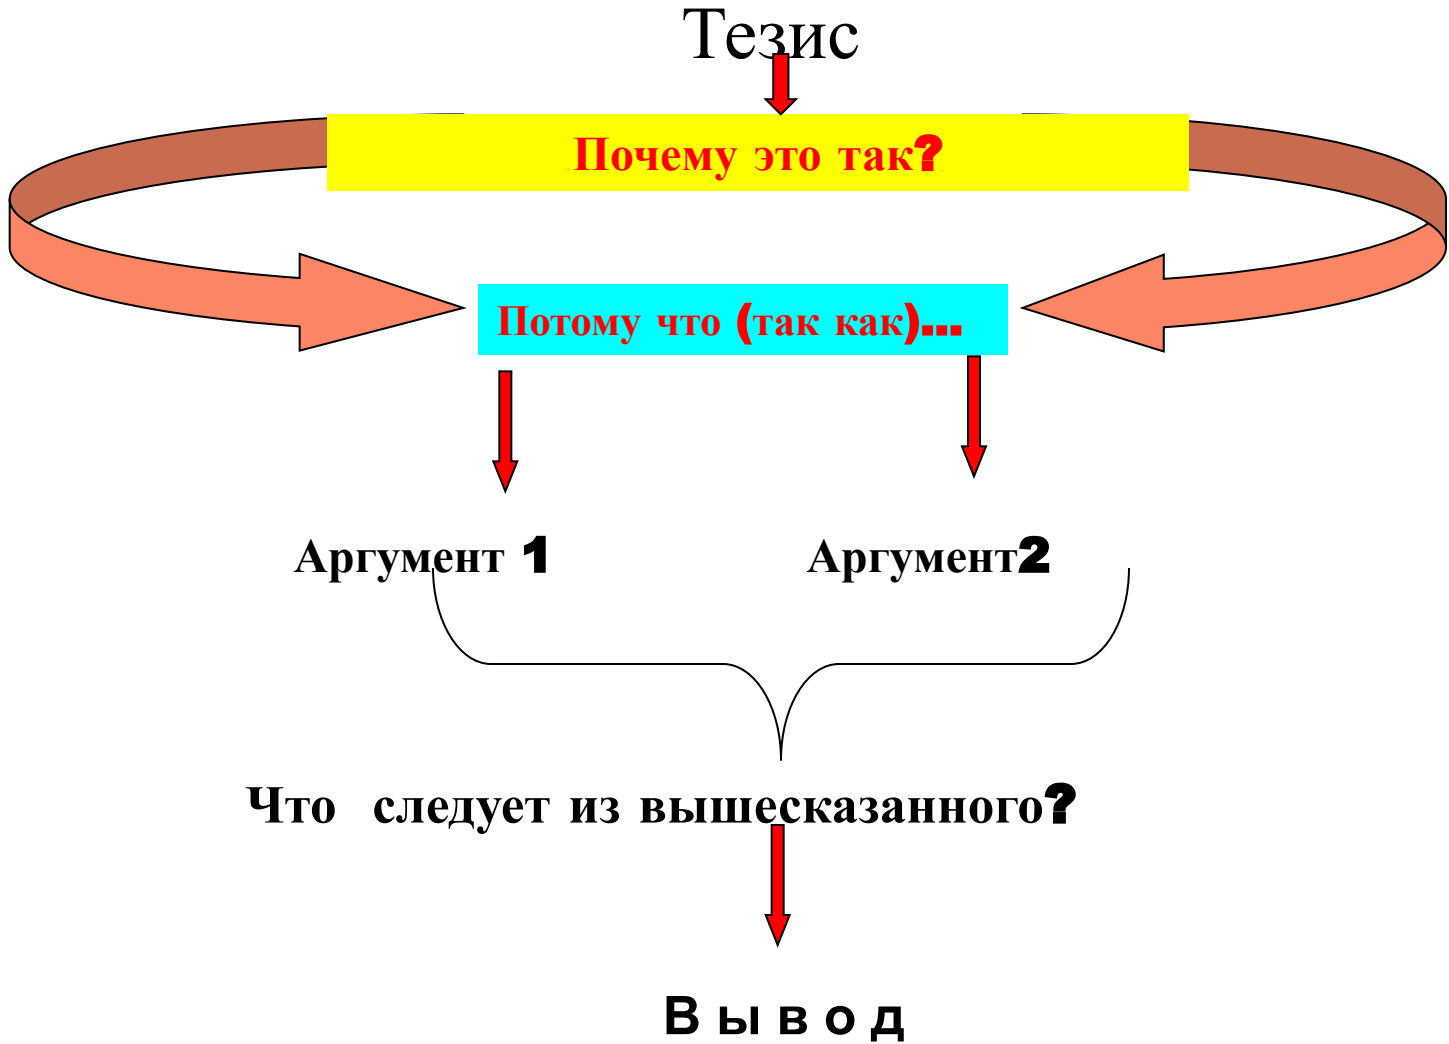 Тезис
Почему это так?
Потому что (так как)...
Аргумент 1
Аргумент2
Что следует из вышесказанного?
В ы в о д